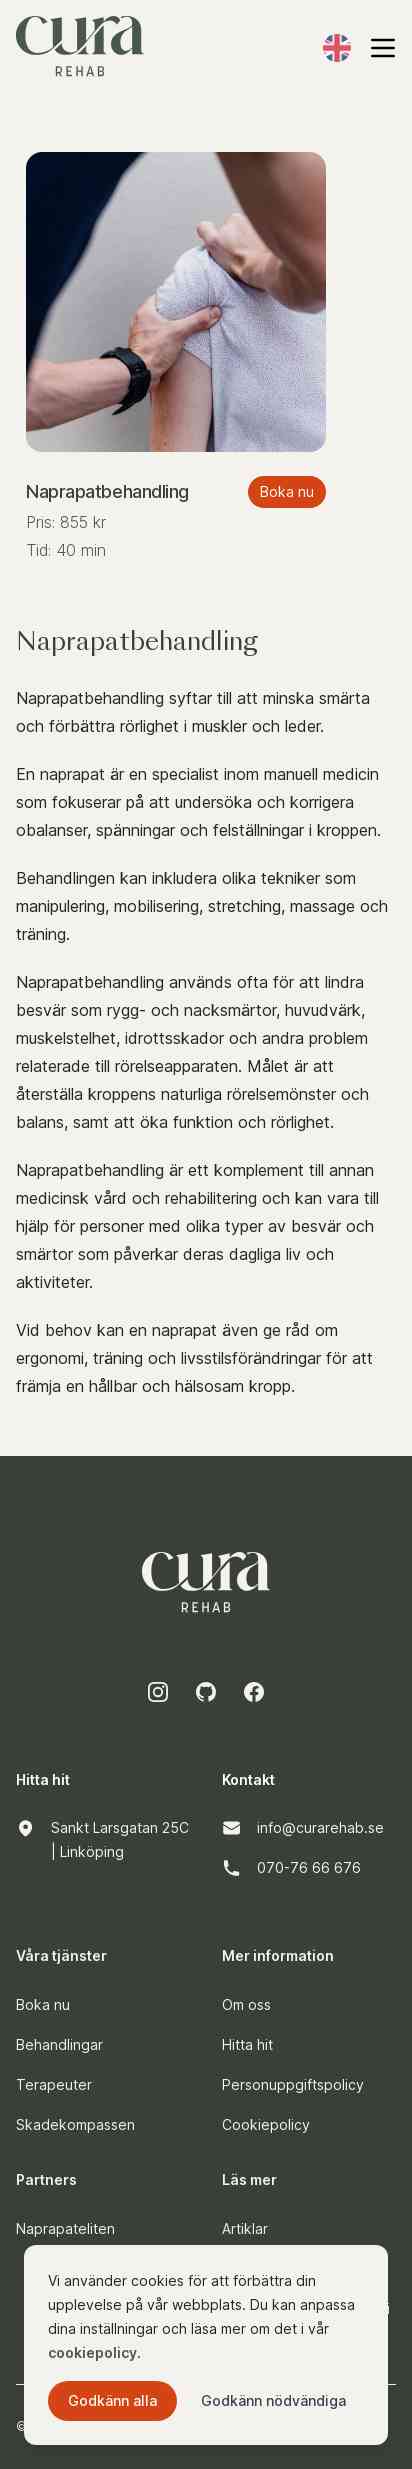 cura
REHAB
Naprapatbehandling
Boka nu
Pris: 855 kr
Tid: 40 min
Naprapatbehandling
Naprapatbehandling syftar till att minska smärta
och förbättra rörlighet i muskler och leder.
En naprapat är en specialist inom manuell medicin
som fokuserar på att undersöka och korrigera
obalanser, spänningar och felställningar i kroppen.
Behandlingen kan inkludera olika tekniker som
manipulering, mobilisering, stretching, massage och
träning.
Naprapatbehandling används ofta för att lindra
besvär som rygg- och nacksmärtor, huvudvärk,
muskelstelhet, idrottsskador och andra problem
relaterade till rörelseapparaten. Målet är att
återställa kroppens naturliga rörelsemönster och
balans, samt att öka funktion och rörlighet.
Naprapatbehandling är ett komplement till annan
medicinsk vård och rehabilitering och kan vara till
hjälp för personer med olika typer av besvär och
smärtor som påverkar deras dagliga liv och
aktiviteter.
Vid behov kan en naprapat även ge råd om
ergonomi, träning och livsstilsförändringar för att
främja en hållbar och hälsosam kropp.
cura
REHAB
Hitta hit
Sankt Larsgatan 25C
| Linköping
Kontakt
info@curarehab.se
070-76 66 676
Våra tjänster
Boka nu
Behandlingar
Terapeuter
Skadekompassen
Mer information
Om oss
Hitta hit
Personuppgiftspolicy
Cookiepolicy
Partners
Naprapateliten
Läs mer
Artiklar
Vi använder cookies för att förbättra din
upplevelse på vår webbplats. Du kan anpassa
dina inställningar och läsa mer om det i vår
cookiepolicy.
Godkänn alla
Godkänn nödvändiga
©